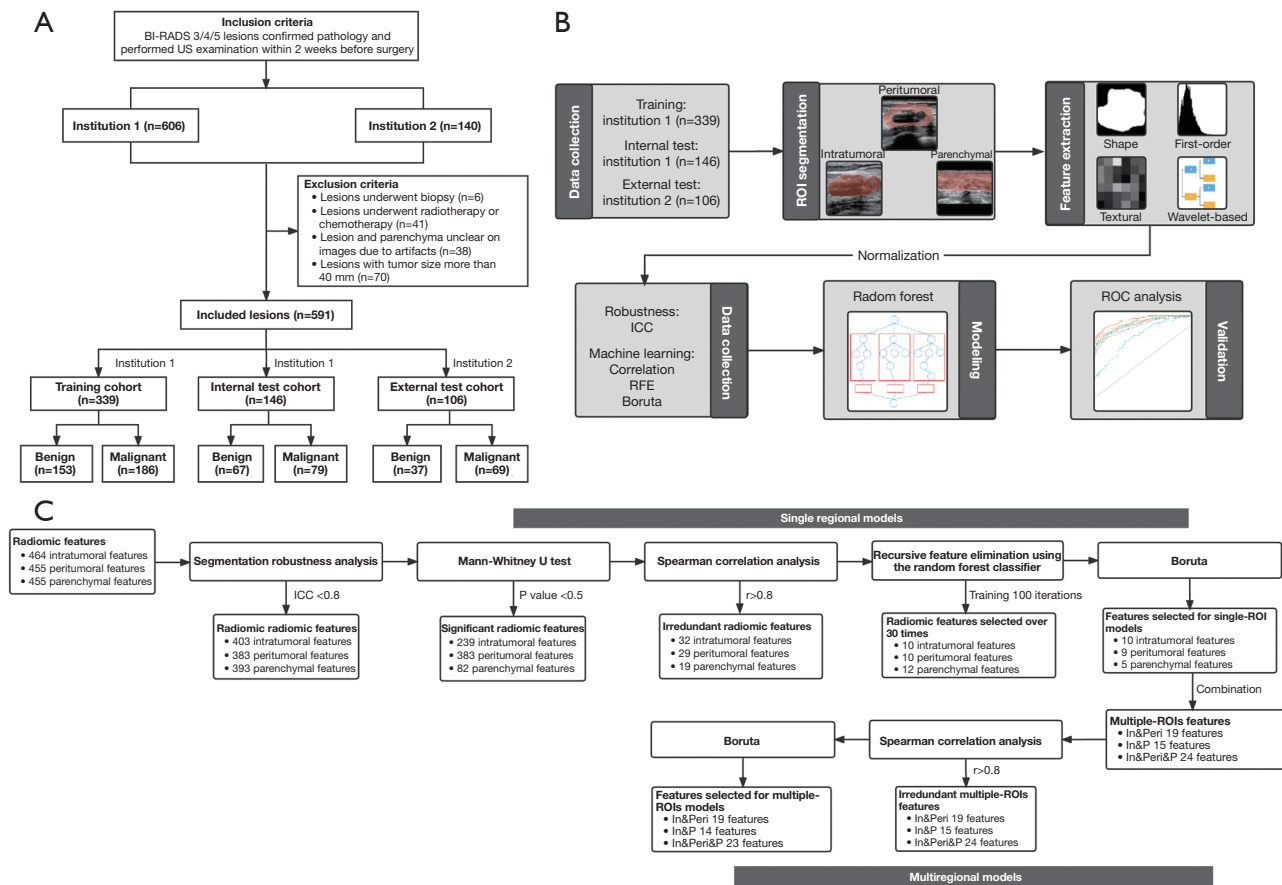 A
Inclusion criteria
BI-RADS 3/4/5 lesions confirmed pathology and
performed US examination within 2 weeks before surgery
Institution 1 (n=606)
Institution 2 (n=140)
Exclusion criteria
• Lesions underwent biopsy (n=6)
• Lesions underwent radiotherapy or
chemotherapy (n=41)
• Lesion and parenchyma unclear on
images due to artifacts (n=38)
• Lesions with tumor size more than
40 mm (n=70)
Included lesions (n=591)
Institution 1
Institution 1
Institution 2
Training cohort
(n=339)
Internal test cohort
(n=146)
External test cohort
(n=106)
Benign
(n=153)
Malignant
(n=186)
Benign
(n=67)
Malignant
(n=79)
Benign
(n=37)
Malignant
(n=69)
B
Data collection
Training:
institution 1 (n=339)
Internal test:
institution 1 (n=146)
External test:
institution 2 (n=106)
ROI segmentation
Peritumoral
Intratumoral
Parenchymal
Feature extraction
Shape
First-order
Textural
Wavelet-based
Normalization
Robustness:
ICC
Machine learning:
Correlation
RFE
Boruta
Data collection
Radom forest
Modeling
ROC analysis
Validation
C
Single regional models
Radiomic features
• 464 intratumoral features
• 455 peritumoral features
• 455 parenchymal features
Segmentation robustness analysis
Mann-Whitney U test
Spearman correlation analysis
Recursive feature elimination using
the random forest classifier
Boruta
ICC <0.8
P value <0.5
r>0.8
Training 100 iterations
Radiomic radiomic features
• 403 intratumoral features
• 383 peritumoral features
• 393 parenchymal features
Significant radiomic features
• 239 intratumoral features
• 383 peritumoral features
• 82 parenchymal features
Irredundant radiomic features
• 32 intratumoral features
• 29 peritumoral features
• 19 parenchymal features
Radiomic features selected over
30 times
• 10 intratumoral features
• 10 peritumoral features
• 12 parenchymal features
Features selected for single-ROI
models
• 10 intratumoral features
• 9 peritumoral features
• 5 parenchymal features
Combination
Multiple-ROIs features
• In&Peri 19 features
• In&P 15 features
• In&Peri&P 24 features
Spearman correlation analysis
Boruta
r>0.8
Irredundant multiple-ROIs
features
• In&Peri 19 features
• In&P 15 features
• In&Peri&P 24 features
Features selected for multiple-
ROIs models
• In&Peri 19 features
• In&P 14 features
• In&Peri&P 23 features
Multiregional models